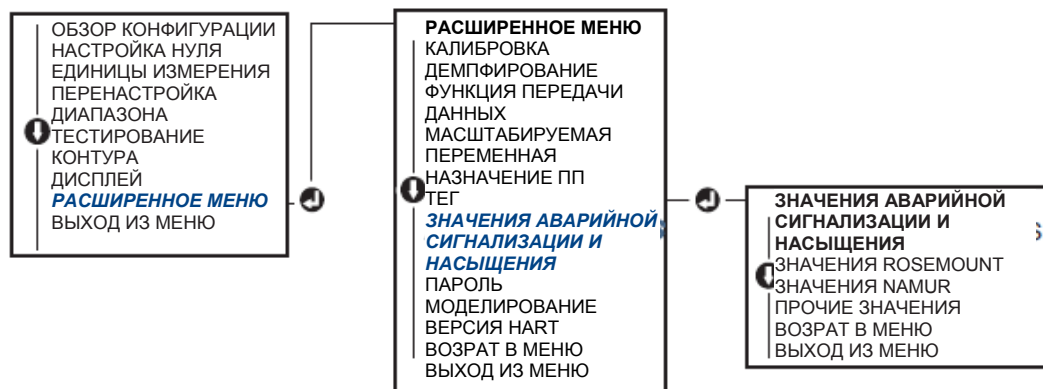 ОБЗОР КОНФИГУРАЦИИ
НАСТРОЙКА НУЛЯ
ЕДИНИЦЫ ИЗМЕРЕНИЯ
ПЕРЕНАСТРОЙКА
ДИАПАЗОНА
ТЕСТИРОВАНИЕ
КОНТУРА
ДИСПЛЕЙ
РАСШИРЕННОЕ МЕНЮ
ВЫХОД ИЗ МЕНЮ
РАСШИРЕННОЕ МЕНЮ
КАЛИБРОВКА
ДЕМПФИРОВАНИЕ
ФУНКЦИЯ ПЕРЕДАЧИ
ДАННЫХ
МАСШТАБИРУЕМАЯ
ПЕРЕМЕННАЯ
НАЗНАЧЕНИЕ ПП
ТЕГ
ЗНАЧЕНИЯ АВАРИЙНОЙ
СИГНАЛИЗАЦИИ И
НАСЫЩЕНИЯ
ПАРОЛЬ
МОДЕЛИРОВАНИЕ
ВЕРСИЯ HART
ВОЗРАТ В МЕНЮ
ВЫХОД ИЗ МЕНЮ
ЗНАЧЕНИЯ АВАРИЙНОЙ
СИГНАЛИЗАЦИИ И
НАСЫЩЕНИЯ
ЗНАЧЕНИЯ ROSEMOUNT
ЗНАЧЕНИЯ NAMUR
ПРОЧИЕ ЗНАЧЕНИЯ
ВОЗРАТ В МЕНЮ
ВЫХОД ИЗ МЕНЮ